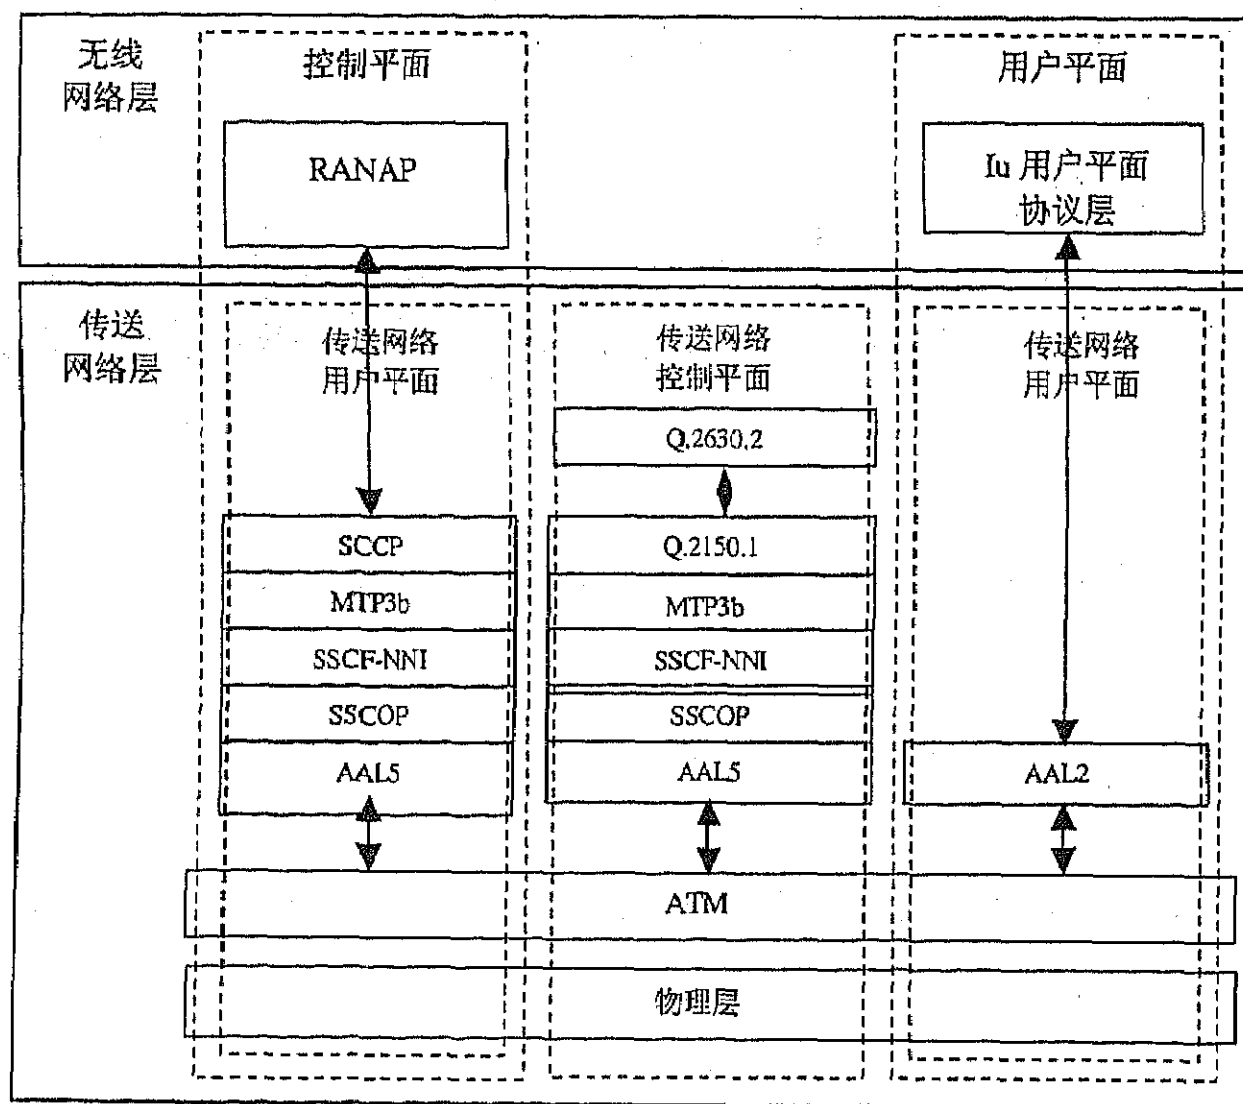 无线
网络层
控制平面
用户平面
RANAP
Iu 用户平面
协议层
传送
网络层
传送网络
用户平面
传送网络
控制平面
传送网络
用户平面
Q.2630.2
SCCP
Q.2150.1
MTP3b
MTP3b
SSCF-NNI
SSCF-NNI
SSCOP
SSCOP
AAL5
AAL5
AAL2
ATM
物理层